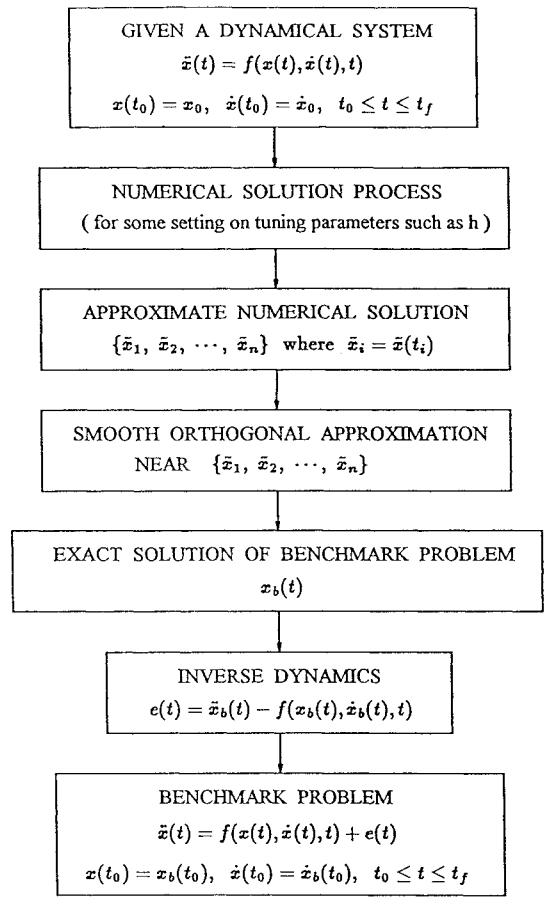 GIVEN A DYNAMICAL SYSTEM
ẍ(t) = f(x(t), ẋ(t), t)
x(t₀) = x₀, ẋ(t₀) = ẋ₀, t₀ ≤ t ≤ t_f
NUMERICAL SOLUTION PROCESS
( for some setting on tuning parameters such as h )
APPROXIMATE NUMERICAL SOLUTION
{x̃₁, x̃₂, ···, x̃ₙ} where x̃ᵢ = x̃(tᵢ)
SMOOTH ORTHOGONAL APPROXIMATION
NEAR {x̃₁, x̃₂, ···, x̃ₙ}
EXACT SOLUTION OF BENCHMARK PROBLEM
x_b(t)
INVERSE DYNAMICS
e(t) = ẍ_b(t) − f(x_b(t), ẋ_b(t), t)
BENCHMARK PROBLEM
ẍ(t) = f(x(t), ẋ(t), t) + e(t)
x(t₀) = x_b(t₀), ẋ(t₀) = ẋ_b(t₀), t₀ ≤ t ≤ t_f